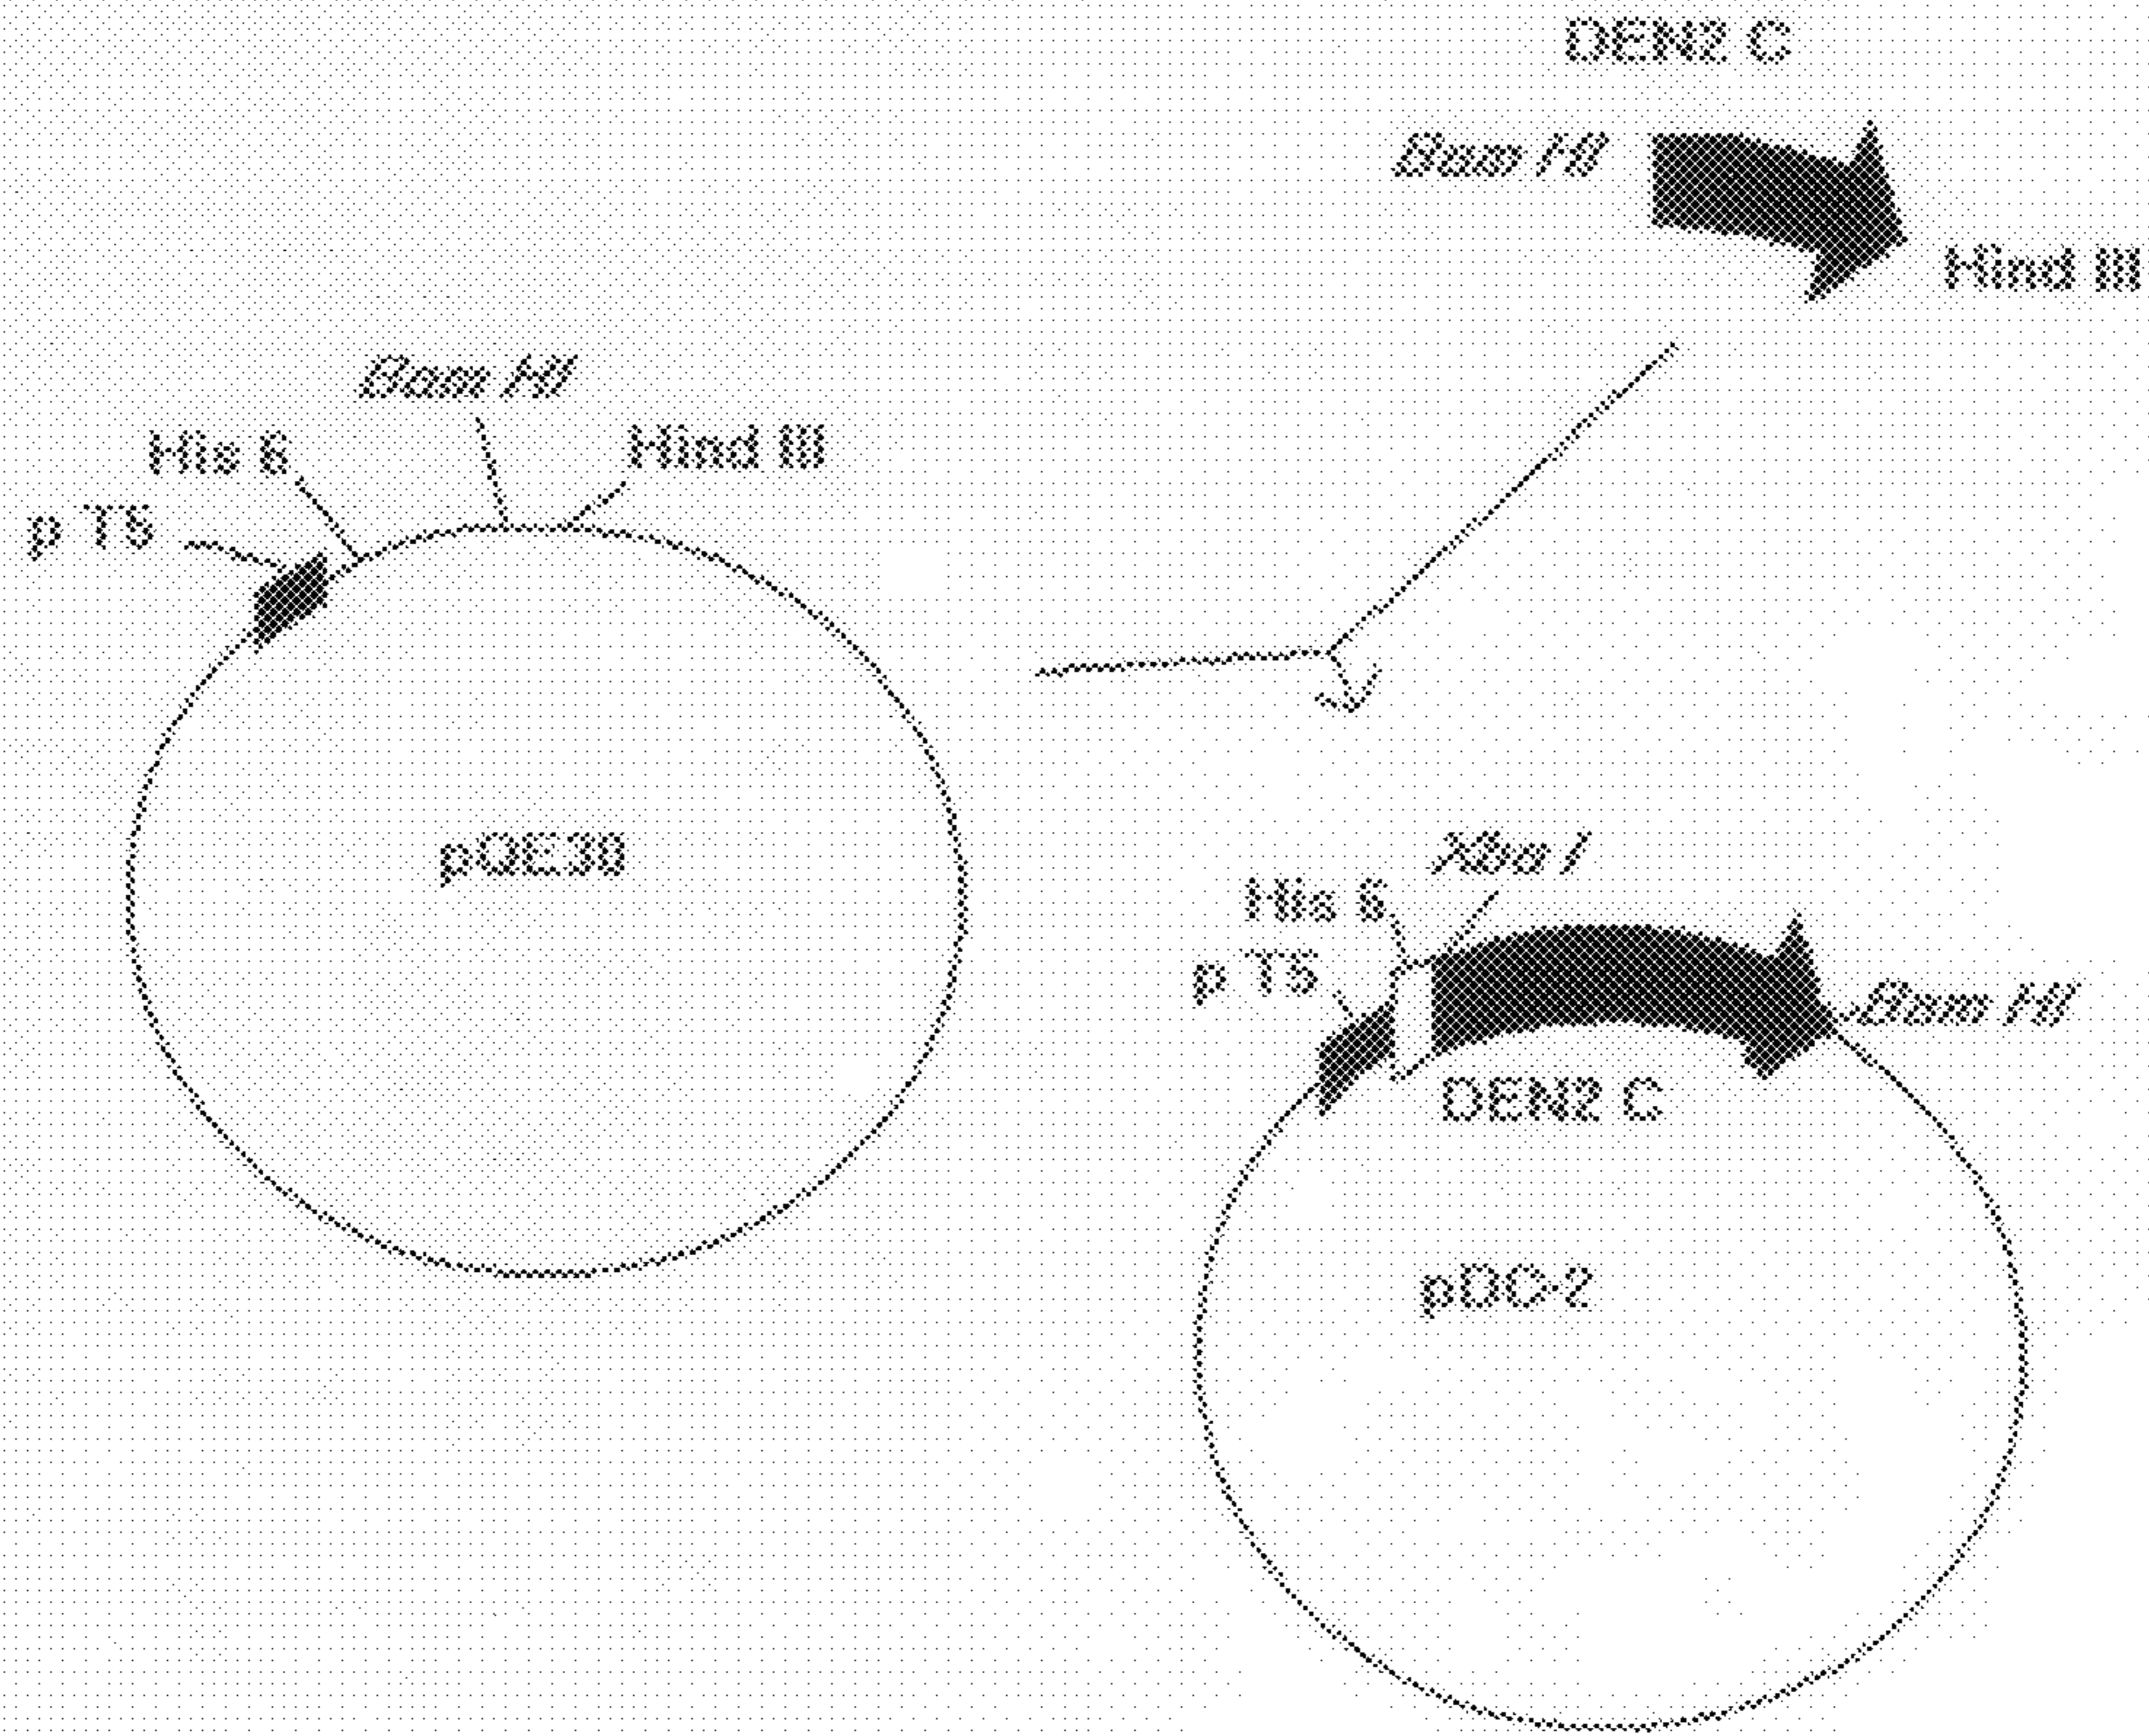 DEN2 C
Bam HI
Hind III
Bam HI
His 6
Hind III
p T5
pQE30
Xba I
His 6
p T5
Bam HI
DEN2 C
pDC-2